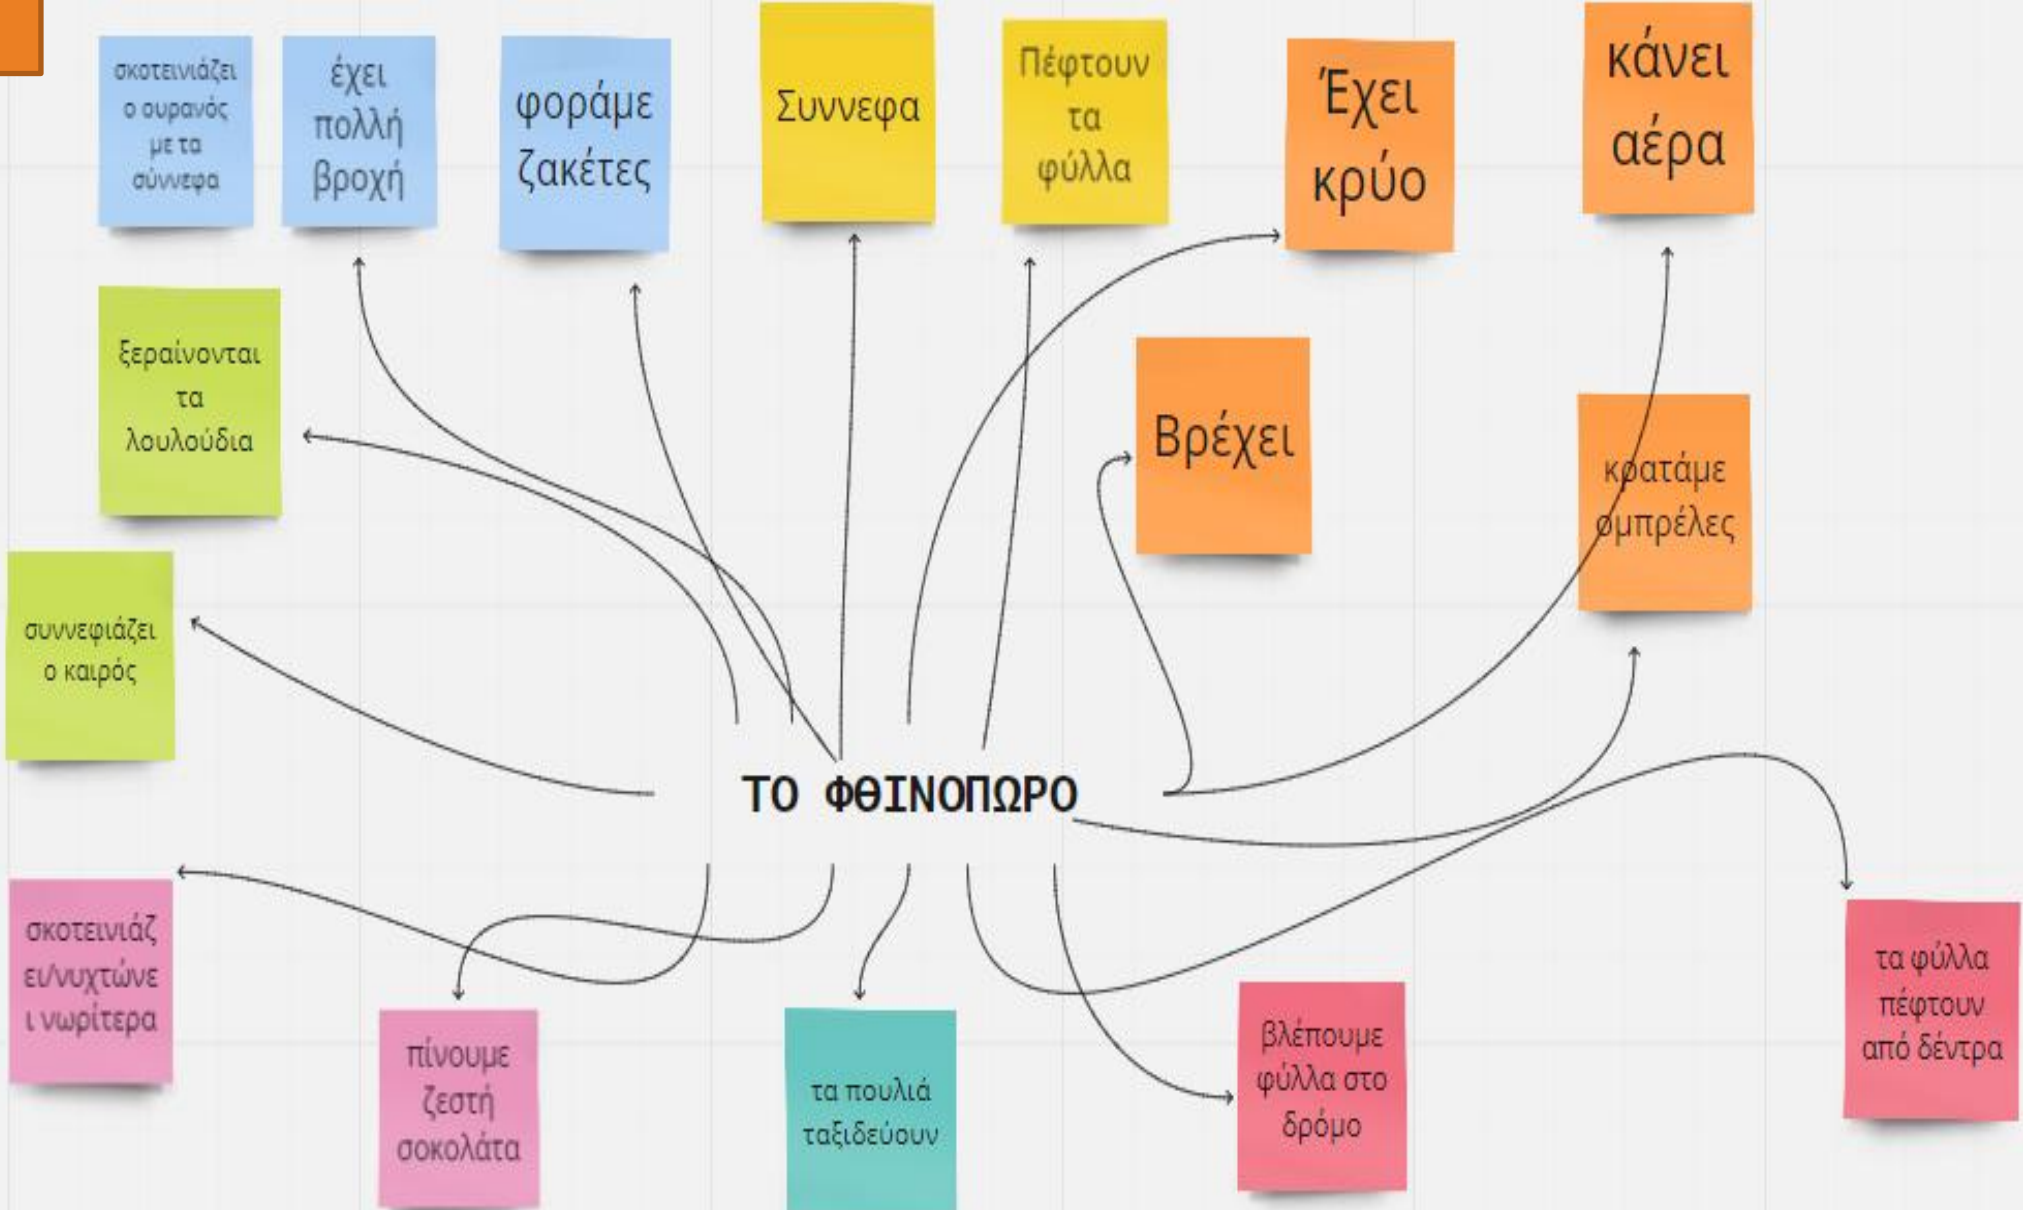 σκοτεινιάζει
ο ουρανός
με τα
σύννεφα
έχει
πολλή
βροχή
φοράμε
ζακέτες
Συννεφα
Πέφτουν
τα
φύλλα
Έχει
κρύο
κάνει
αέρα
ξεραίνονται
τα
λουλούδια
Βρέχει
κρατάμε
ομπρέλες
συννεφιάζει
ο καιρός
ΤΟ ΦΘΙΝΟΠΩΡΟ
σκοτεινιάζ
ει/νυχτώνε
ι νωρίτερα
πίνουμε
ζεστή
σοκολάτα
τα πουλιά
ταξιδεύουν
βλέπουμε
φύλλα στο
δρόμο
τα φύλλα
πέφτουν
από δέντρα